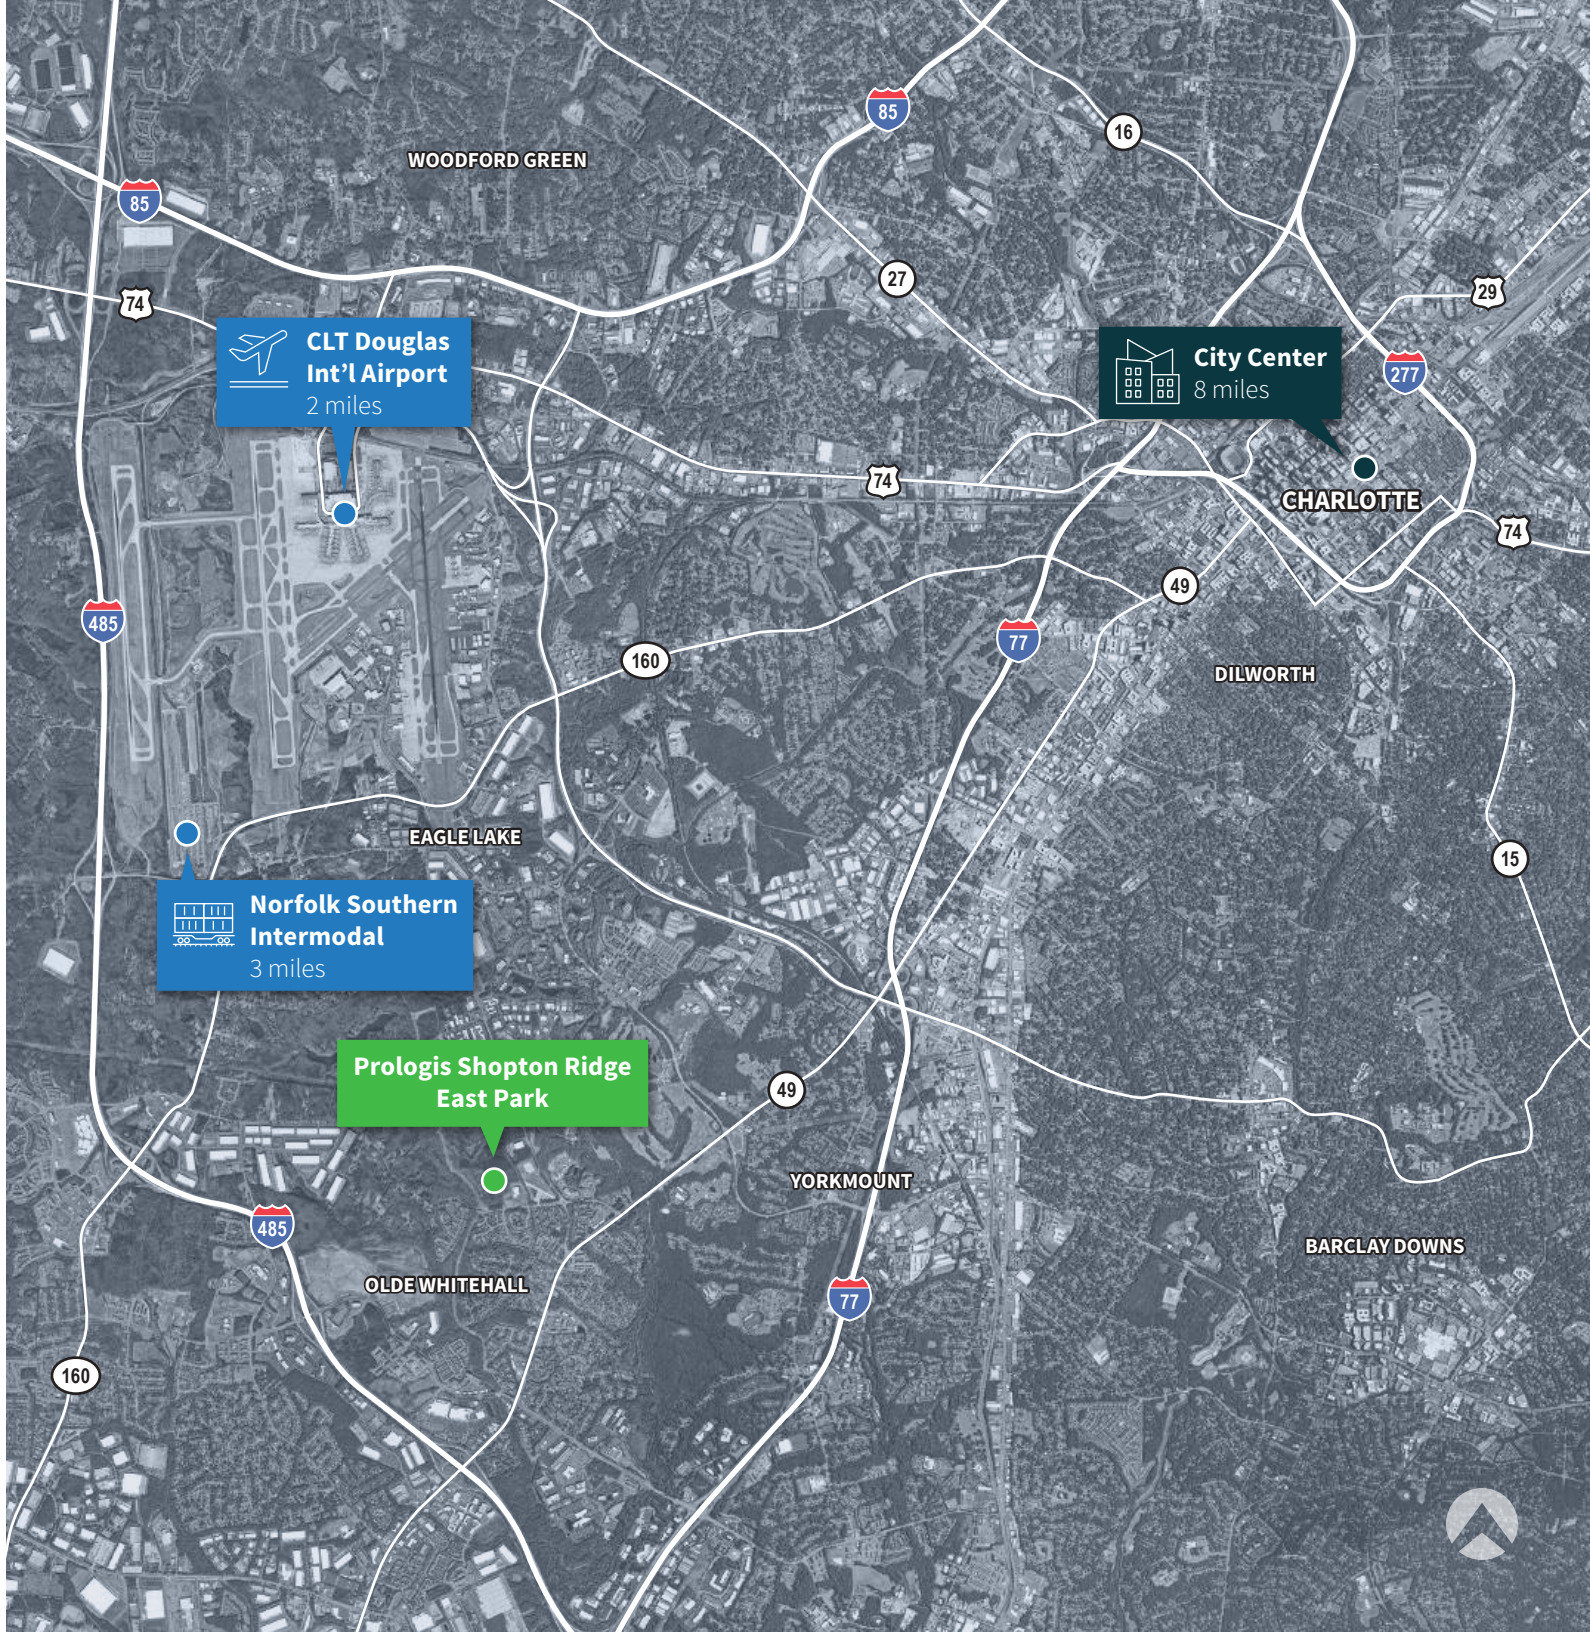 85
16
WOODFORD GREEN
85
27
29
74
CLT Douglas
Int'l Airport
2 miles
City Center
8 miles
277
74
CHARLOTTE
74
49
485
77
160
DILWORTH
EAGLE LAKE
15
Norfolk Southern
Intermodal
3 miles
Prologis Shopton Ridge
East Park
49
YORKMOUNT
485
BARCLAY DOWNS
OLDE WHITEHALL
77
160